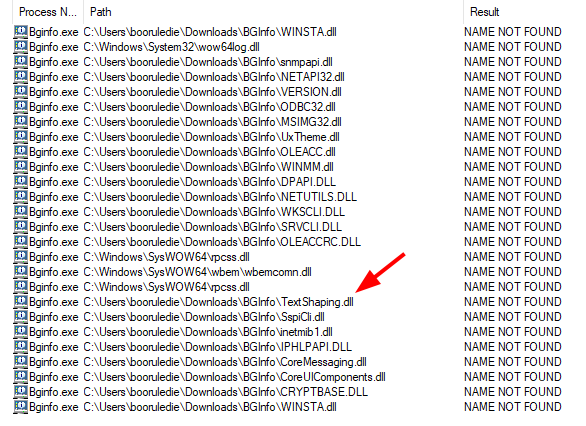 Process N... Path Result
Bginfo.exe C:\Users\booruledie\Downloads\BGInfo\WINSTA.dll NAME NOT FOUND
Bginfo.exe C:\Windows\System32\wow64log.dll NAME NOT FOUND
Bginfo.exe C:\Users\booruledie\Downloads\BGInfo\snmpapi.dll NAME NOT FOUND
Bginfo.exe C:\Users\booruledie\Downloads\BGInfo\NETAPI32.dll NAME NOT FOUND
Bginfo.exe C:\Users\booruledie\Downloads\BGInfo\VERSION.dll NAME NOT FOUND
Bginfo.exe C:\Users\booruledie\Downloads\BGInfo\ODBC32.dll NAME NOT FOUND
Bginfo.exe C:\Users\booruledie\Downloads\BGInfo\MSIMG32.dll NAME NOT FOUND
Bginfo.exe C:\Users\booruledie\Downloads\BGInfo\UxTheme.dll NAME NOT FOUND
Bginfo.exe C:\Users\booruledie\Downloads\BGInfo\OLEACC.dll NAME NOT FOUND
Bginfo.exe C:\Users\booruledie\Downloads\BGInfo\WINMM.dll NAME NOT FOUND
Bginfo.exe C:\Users\booruledie\Downloads\BGInfo\DPAPI.DLL NAME NOT FOUND
Bginfo.exe C:\Users\booruledie\Downloads\BGInfo\NETUTILS.DLL NAME NOT FOUND
Bginfo.exe C:\Users\booruledie\Downloads\BGInfo\WKSCLI.DLL NAME NOT FOUND
Bginfo.exe C:\Users\booruledie\Downloads\BGInfo\SRVCLI.DLL NAME NOT FOUND
Bginfo.exe C:\Users\booruledie\Downloads\BGInfo\OLEACCRC.DLL NAME NOT FOUND
Bginfo.exe C:\Windows\SysWOW64\rpcss.dll NAME NOT FOUND
Bginfo.exe C:\Windows\SysWOW64\wbem\wbemcomn.dll NAME NOT FOUND
Bginfo.exe C:\Windows\SysWOW64\rpcss.dll NAME NOT FOUND
Bginfo.exe C:\Users\booruledie\Downloads\BGInfo\TextShaping.dll NAME NOT FOUND
Bginfo.exe C:\Users\booruledie\Downloads\BGInfo\SspiCli.dll NAME NOT FOUND
Bginfo.exe C:\Users\booruledie\Downloads\BGInfo\inetmib1.dll NAME NOT FOUND
Bginfo.exe C:\Users\booruledie\Downloads\BGInfo\IPHLPAPI.DLL NAME NOT FOUND
Bginfo.exe C:\Users\booruledie\Downloads\BGInfo\CoreMessaging.dll NAME NOT FOUND
Bginfo.exe C:\Users\booruledie\Downloads\BGInfo\CoreUIComponents.dll NAME NOT FOUND
Bginfo.exe C:\Users\booruledie\Downloads\BGInfo\CRYPTBASE.DLL NAME NOT FOUND
Bginfo.exe C:\Users\booruledie\Downloads\BGInfo\WINSTA.dll NAME NOT FOUND